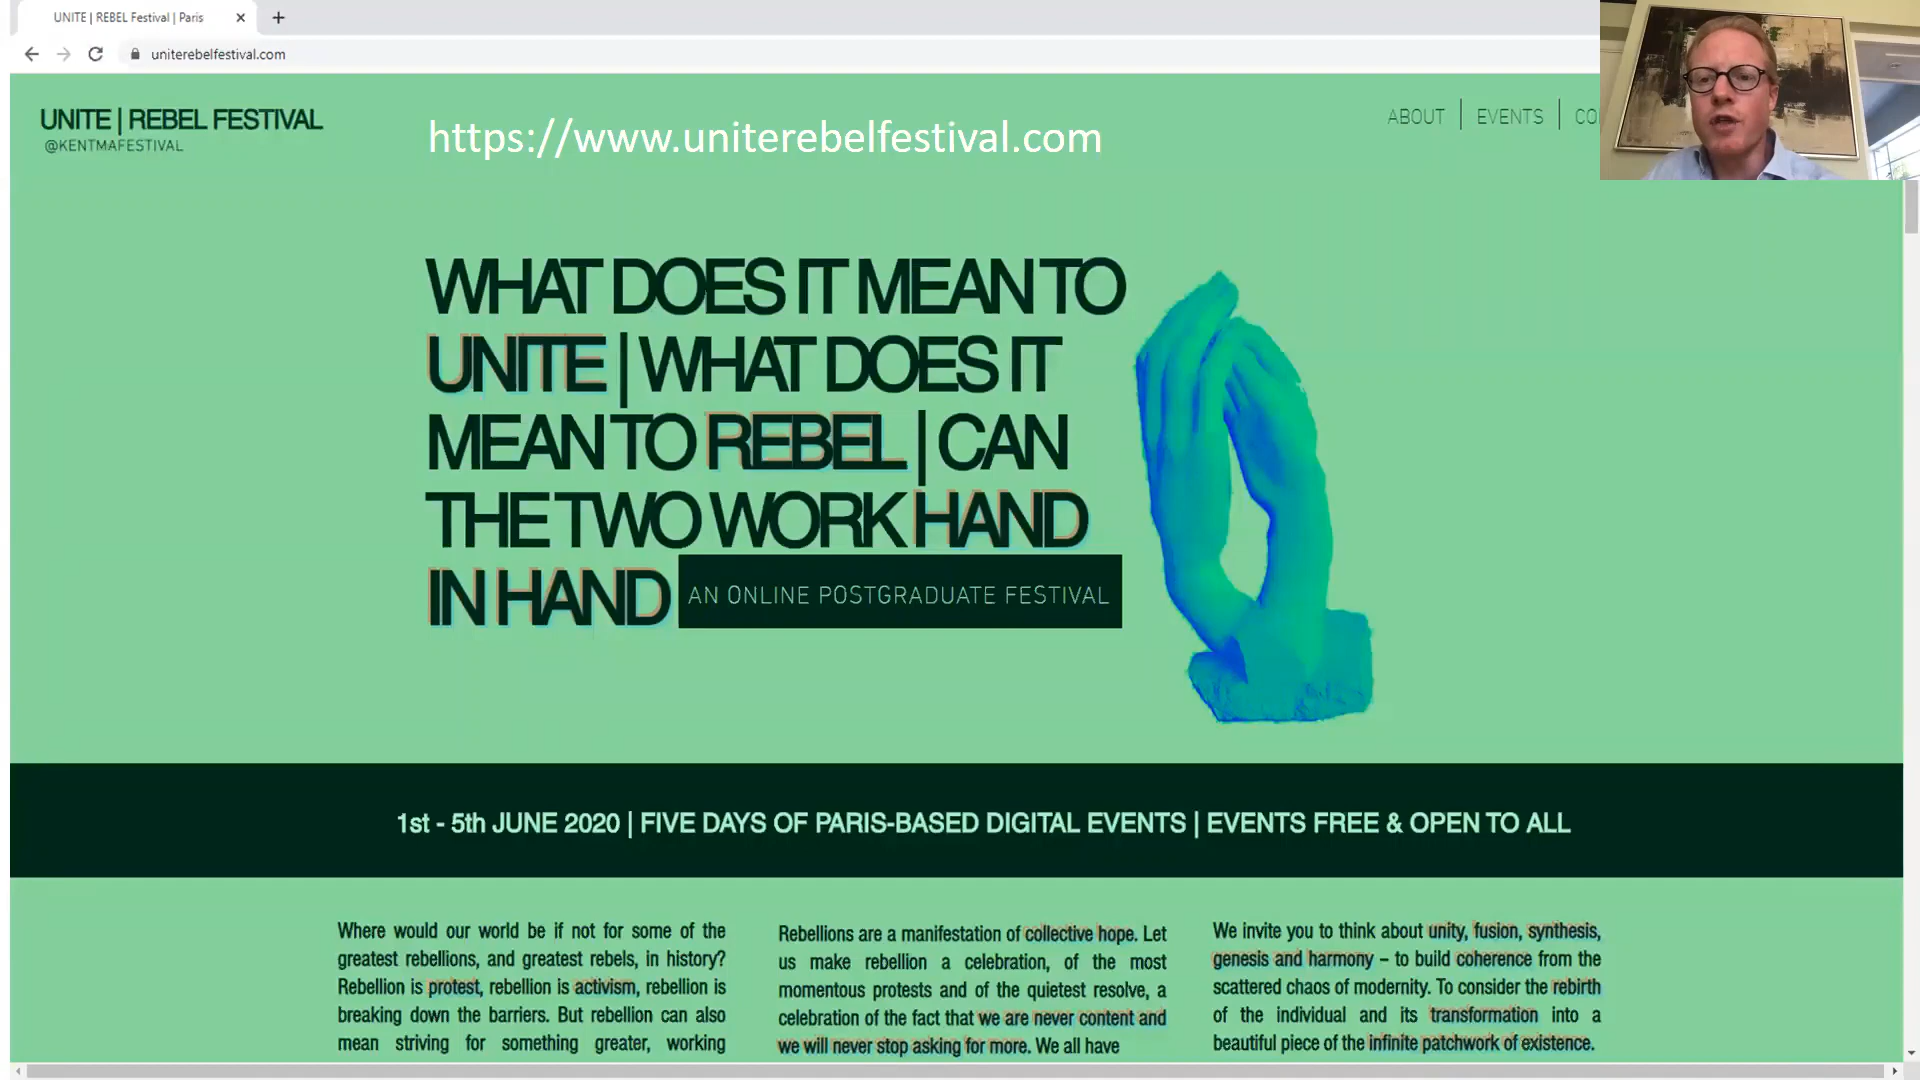 UNITE | REBEL Festival | Paris
uniterebelfestival.com
UNITE | REBEL FESTIVAL
@KENTMAFESTIVAL
https://www.uniterebelfestival.com
ABOUT | EVENTS |
WHAT DOES IT MEAN TO
UNITE | WHAT DOES IT
MEAN TO REBEL | CAN
THE TWO WORK HAND
IN HAND
AN ONLINE POSTGRADUATE FESTIVAL
1st - 5th JUNE 2020 | FIVE DAYS OF PARIS-BASED DIGITAL EVENTS | EVENTS FREE & OPEN TO ALL
Where would our world be if not for some of the
greatest rebellions, and greatest rebels, in history?
Rebellion is protest, rebellion is activism, rebellion is
breaking down the barriers. But rebellion can also
mean striving for something greater, working
Rebellions are a manifestation of collective hope. Let
us make rebellion a celebration, of the most
momentous protests and of the quietest resolve, a
celebration of the fact that we are never content and
we will never stop asking for more. We all have
We invite you to think about unity, fusion, synthesis,
genesis and harmony – to build coherence from the
scattered chaos of modernity. To consider the rebirth
of the individual and its transformation into a
beautiful piece of the infinite patchwork of existence.